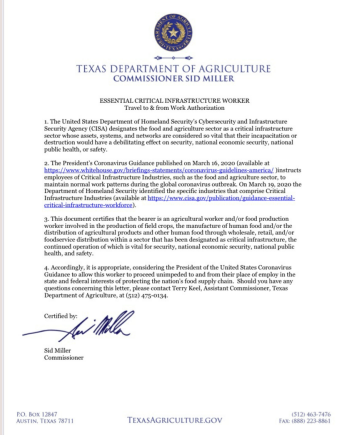 TEXAS DEPARTMENT OF AGRICULTURE
COMMISSIONER SID MILLER
ESSENTIAL CRITICAL INFRASTRUCTURE WORKER
Travel to & from Work Authorization
1. The United States Department of Homeland Security's Cybersecurity and Infrastructure
Security Agency (CISA) designates the food and agriculture sector as a critical infrastructure
sector whose assets, systems, and networks are considered so vital that their incapacitation or
destruction would have a debilitating effect on security, national economic security, national
public health, or safety.
2. The President's Coronavirus Guidance published on March 16, 2020 (available at
https://www.whitehouse.gov/briefings-statements/coronavirus-guidelines-america/ )instructs
employees of Critical Infrastructure Industries, such as the food and agriculture sector, to
maintain normal work patterns during the global coronavirus outbreak. On March 19, 2020 the
Department of Homeland Security identified the specific industries that comprise Critical
Infrastructure Industries (available at https://www.cisa.gov/publication/guidance-essential-
critical-infrastructure-workforce).
3. This document certifies that the bearer is an agricultural worker and/or food production
worker involved in the production of field crops, the manufacture of human food and/or the
distribution of agricultural products and other human food through wholesale, retail, and/or
foodservice distribution within a sector that has been designated as critical infrastructure, the
continued operation of which is vital for security, national economic security, national public
health, and safety.
4. Accordingly, it is appropriate, considering the President of the United States Coronavirus
Guidance to allow this worker to proceed unimpeded to and from their place of employ in the
state and federal interests of protecting the nation's food supply chain. Should you have any
questions concerning this letter, please contact Terry Keel, Assistant Commissioner, Texas
Department of Agriculture, at (512) 475-0134.
Certified by:
Sid Miller
Sid Miller
Commissioner
P.O. Box 12847
Austin, Texas 78711
TexasAgriculture.gov
(512) 463-7476
Fax: (888) 223-8861